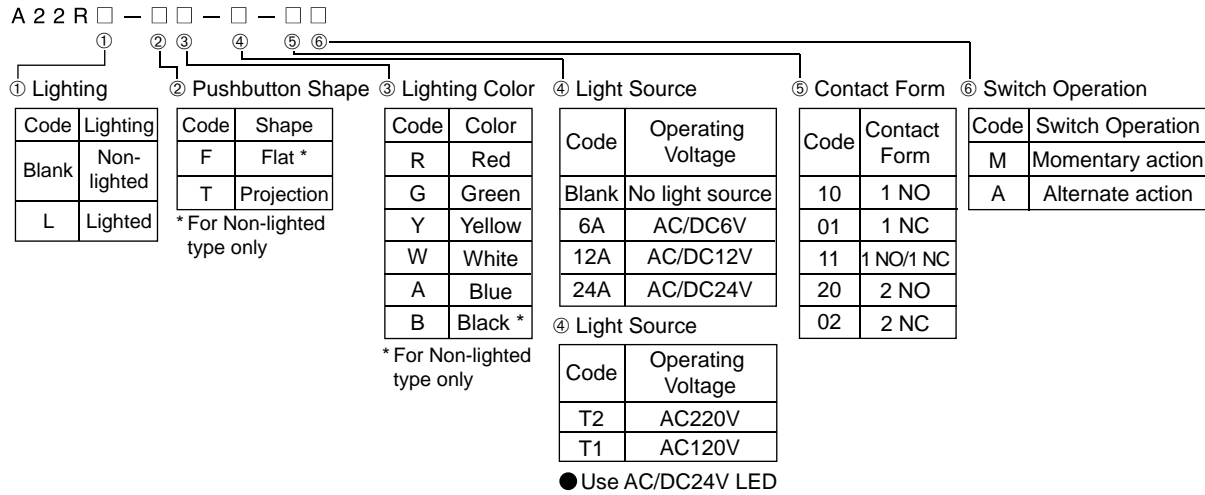 A22R□ – □□ – □ – □□
① ② ③ ④ ⑤ ⑥
① Lighting
Code Lighting
Blank Non-
lighted
L Lighted
② Pushbutton Shape
Code Shape
F Flat *
T Projection
* For Non-lighted
type only
③ Lighting Color
Code Color
R Red
G Green
Y Yellow
W White
A Blue
B Black *
* For Non-lighted
type only
④ Light Source
Code Operating
Voltage
Blank No light source
6A AC/DC6V
12A AC/DC12V
24A AC/DC24V
④ Light Source
Code Operating
Voltage
T2 AC220V
T1 AC120V
● Use AC/DC24V LED
⑤ Contact Form
Code Contact
Form
10 1 NO
01 1 NC
11 1 NO/1 NC
20 2 NO
02 2 NC
⑥ Switch Operation
Code Switch Operation
M Momentary action
A Alternate action